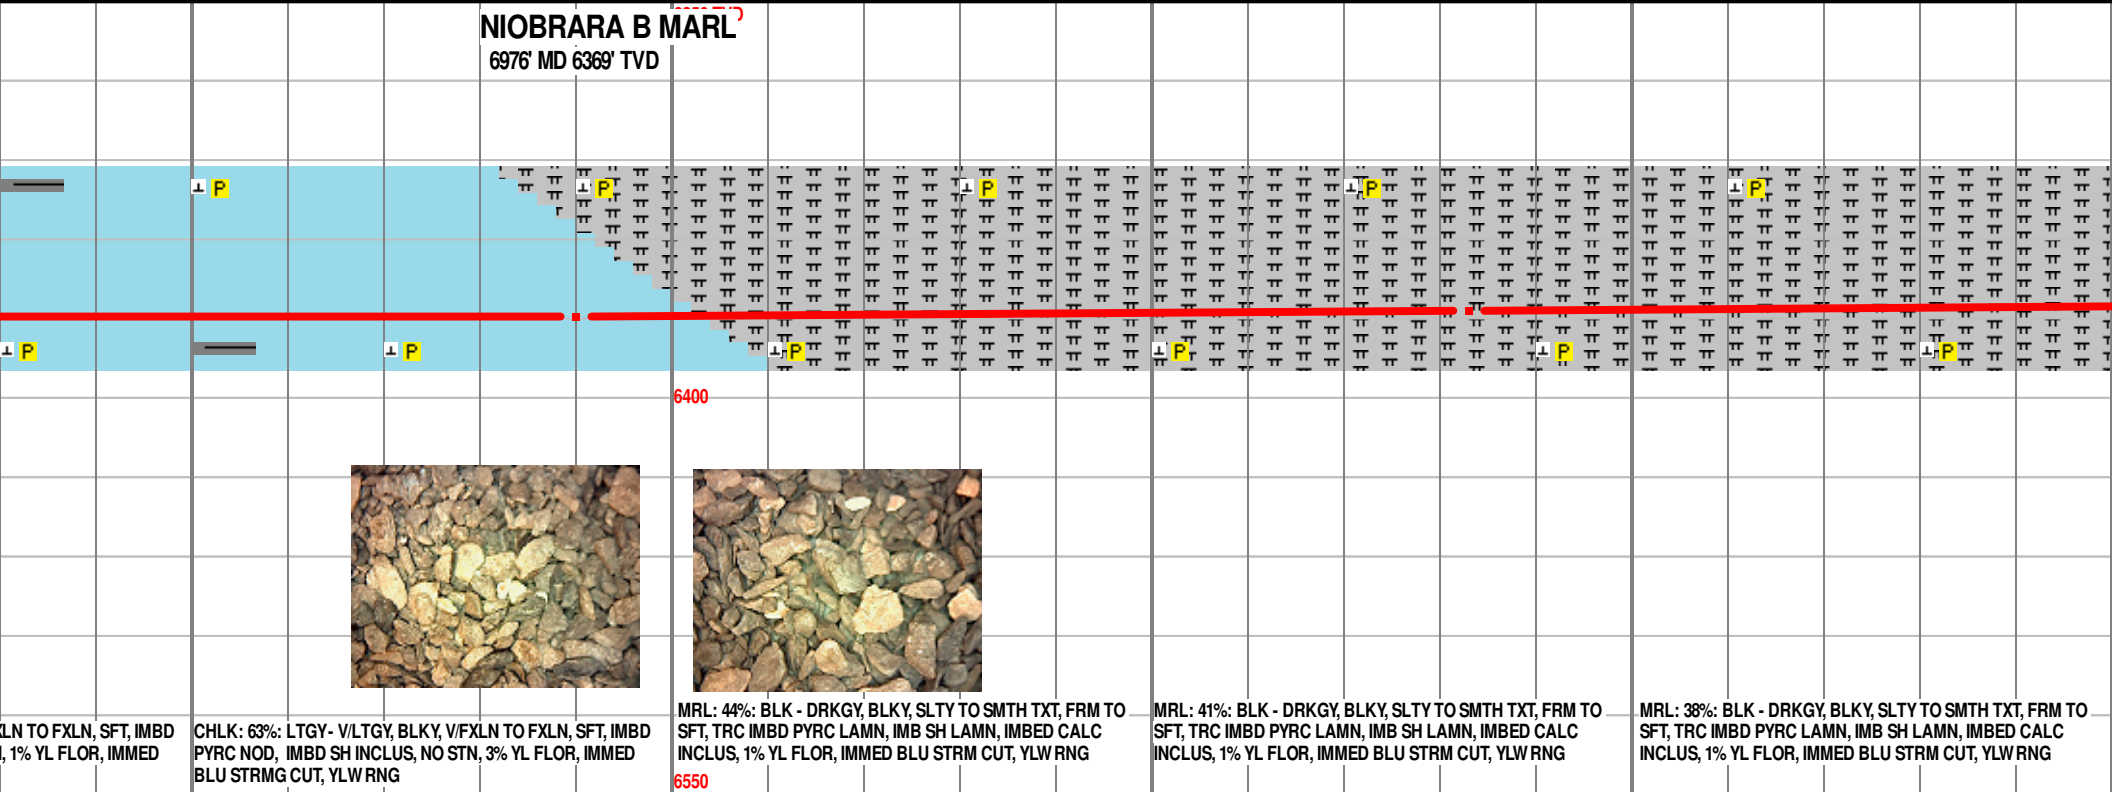 NIOBRARA B MARL
6976' MD 6369' TVD
P
P
P
P
P
P
P
P
P
P
P
6400
XLN TO FXLN, SFT, IMBD
1% YL FLOR, IMMED
CHLK: 63%: LTGY- V/LTGY, BLKY, V/FXLN TO FXLN, SFT, IMBD
PYRC NOD, IMBD SH INCLUS, NO STN, 3% YL FLOR, IMMED
BLU STRMG CUT, YLW RNG
MRL: 44%: BLK - DRKGY, BLKY, SLTY TO SMTH TXT, FRM TO
SFT, TRC IMBD PYRC LAMN, IMB SH LAMN, IMBED CALC
INCLUS, 1% YL FLOR, IMMED BLU STRM CUT, YLW RNG
MRL: 41%: BLK - DRKGY, BLKY, SLTY TO SMTH TXT, FRM TO
SFT, TRC IMBD PYRC LAMN, IMB SH LAMN, IMBED CALC
INCLUS, 1% YL FLOR, IMMED BLU STRM CUT, YLW RNG
MRL: 38%: BLK - DRKGY, BLKY, SLTY TO SMTH TXT, FRM TO
SFT, TRC IMBD PYRC LAMN, IMB SH LAMN, IMBED CALC
INCLUS, 1% YL FLOR, IMMED BLU STRM CUT, YLW RNG
6550